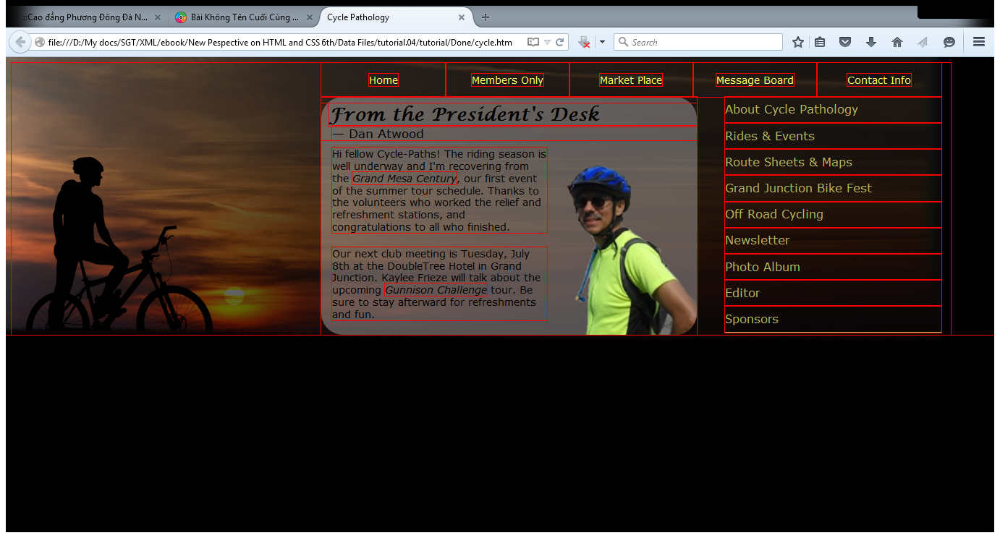 ::Cao đẳng Phương Đông Đà N...
Bài Không Tên Cuối Cùng ...
Cycle Pathology
file:///D:/My docs/SGT/XML/ebook/New Pespective on HTML and CSS 6th/Data Files/tutorial.04/tutorial/Done/cycle.htm
Search
Home
Members Only
Market Place
Message Board
Contact Info
From the President's Desk
— Dan Atwood
Hi fellow Cycle-Paths! The riding season is
well underway and I'm recovering from
the Grand Mesa Century, our first event
of the summer tour schedule. Thanks to
the volunteers who worked the relief and
refreshment stations, and
congratulations to all who finished.
Our next club meeting is Tuesday, July
8th at the DoubleTree Hotel in Grand
Junction. Kaylee Frieze will talk about the
upcoming Gunnison Challenge tour. Be
sure to stay afterward for refreshments
and fun.
About Cycle Pathology
Rides & Events
Route Sheets & Maps
Grand Junction Bike Fest
Off Road Cycling
Newsletter
Photo Album
Editor
Sponsors